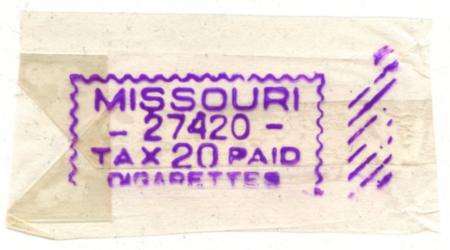 MISSOURI
- 27420 -
TAX 20 PAID
CIGARETTES